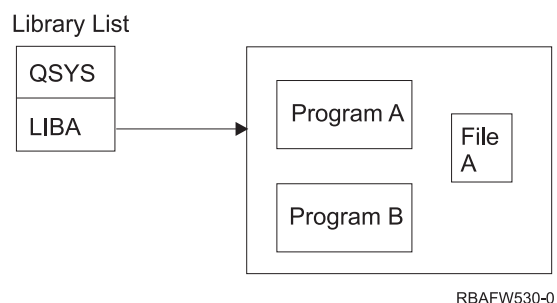 Library List
QSYS
LIBA
Program A
File
A
Program B
RBAFW530-0